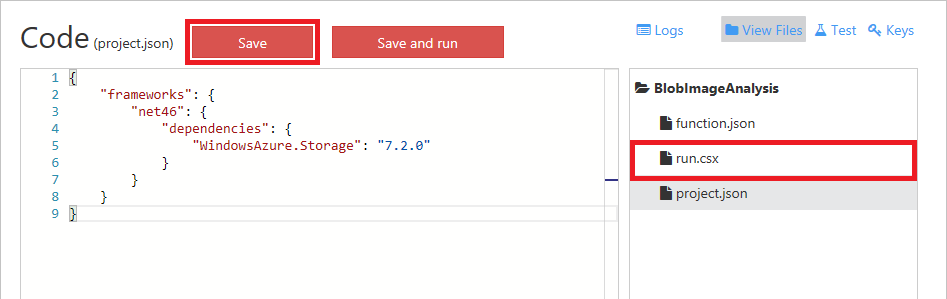 Code (project.json) Save Save and run Logs View Files Test Keys
1 {
2 "frameworks": {
3 "net46": {
4 "dependencies": {
5 "WindowsAzure.Storage": "7.2.0"
6 }
7 }
8 }
9 }
BlobImageAnalysis
function.json
run.csx
project.json